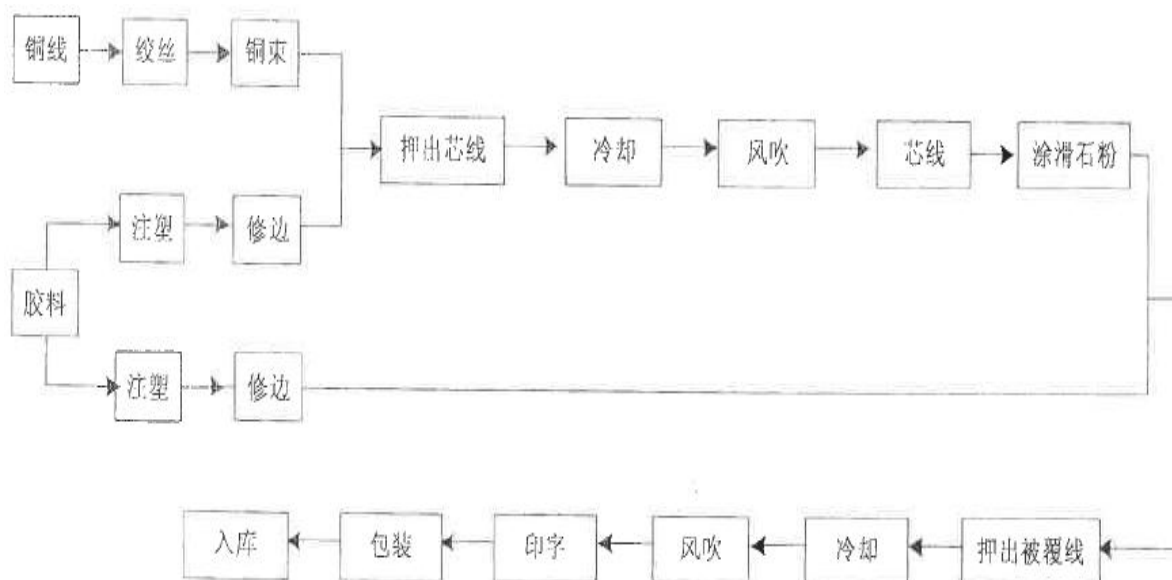 铜线
绞丝
铜束
押出芯线
冷却
风吹
芯线
涂滑石粉
注塑
修边
胶料
注塑
修边
入库
包装
印字
风吹
冷却
押出被覆线